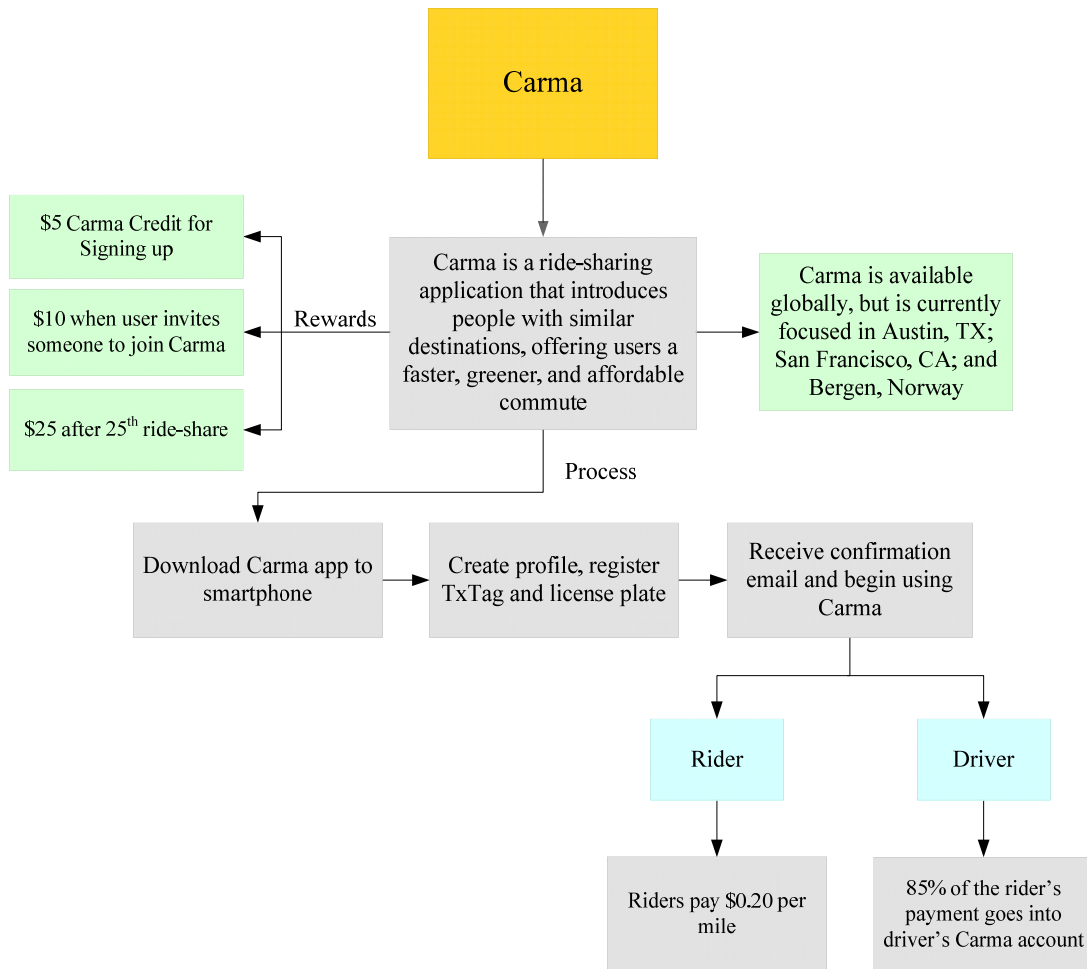 Carma
$5 Carma Credit for
Signing up
$10 when user invites
someone to join Carma
$25 after 25th ride-share
Rewards
Carma is a ride-sharing
application that introduces
people with similar
destinations, offering users a
faster, greener, and affordable
commute
Carma is available
globally, but is currently
focused in Austin, TX;
San Francisco, CA; and
Bergen, Norway
Process
Download Carma app to
smartphone
Create profile, register
TxTag and license plate
Receive confirmation
email and begin using
Carma
Rider
Driver
Riders pay $0.20 per
mile
85% of the rider’s
payment goes into
driver’s Carma account